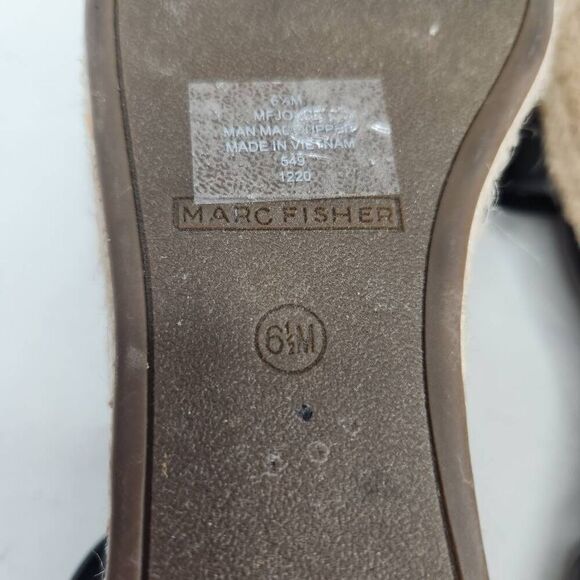 6½M
MAN MADE UPPER
MADE IN VIETNAM
549
1220
MARC FISHER
6½M